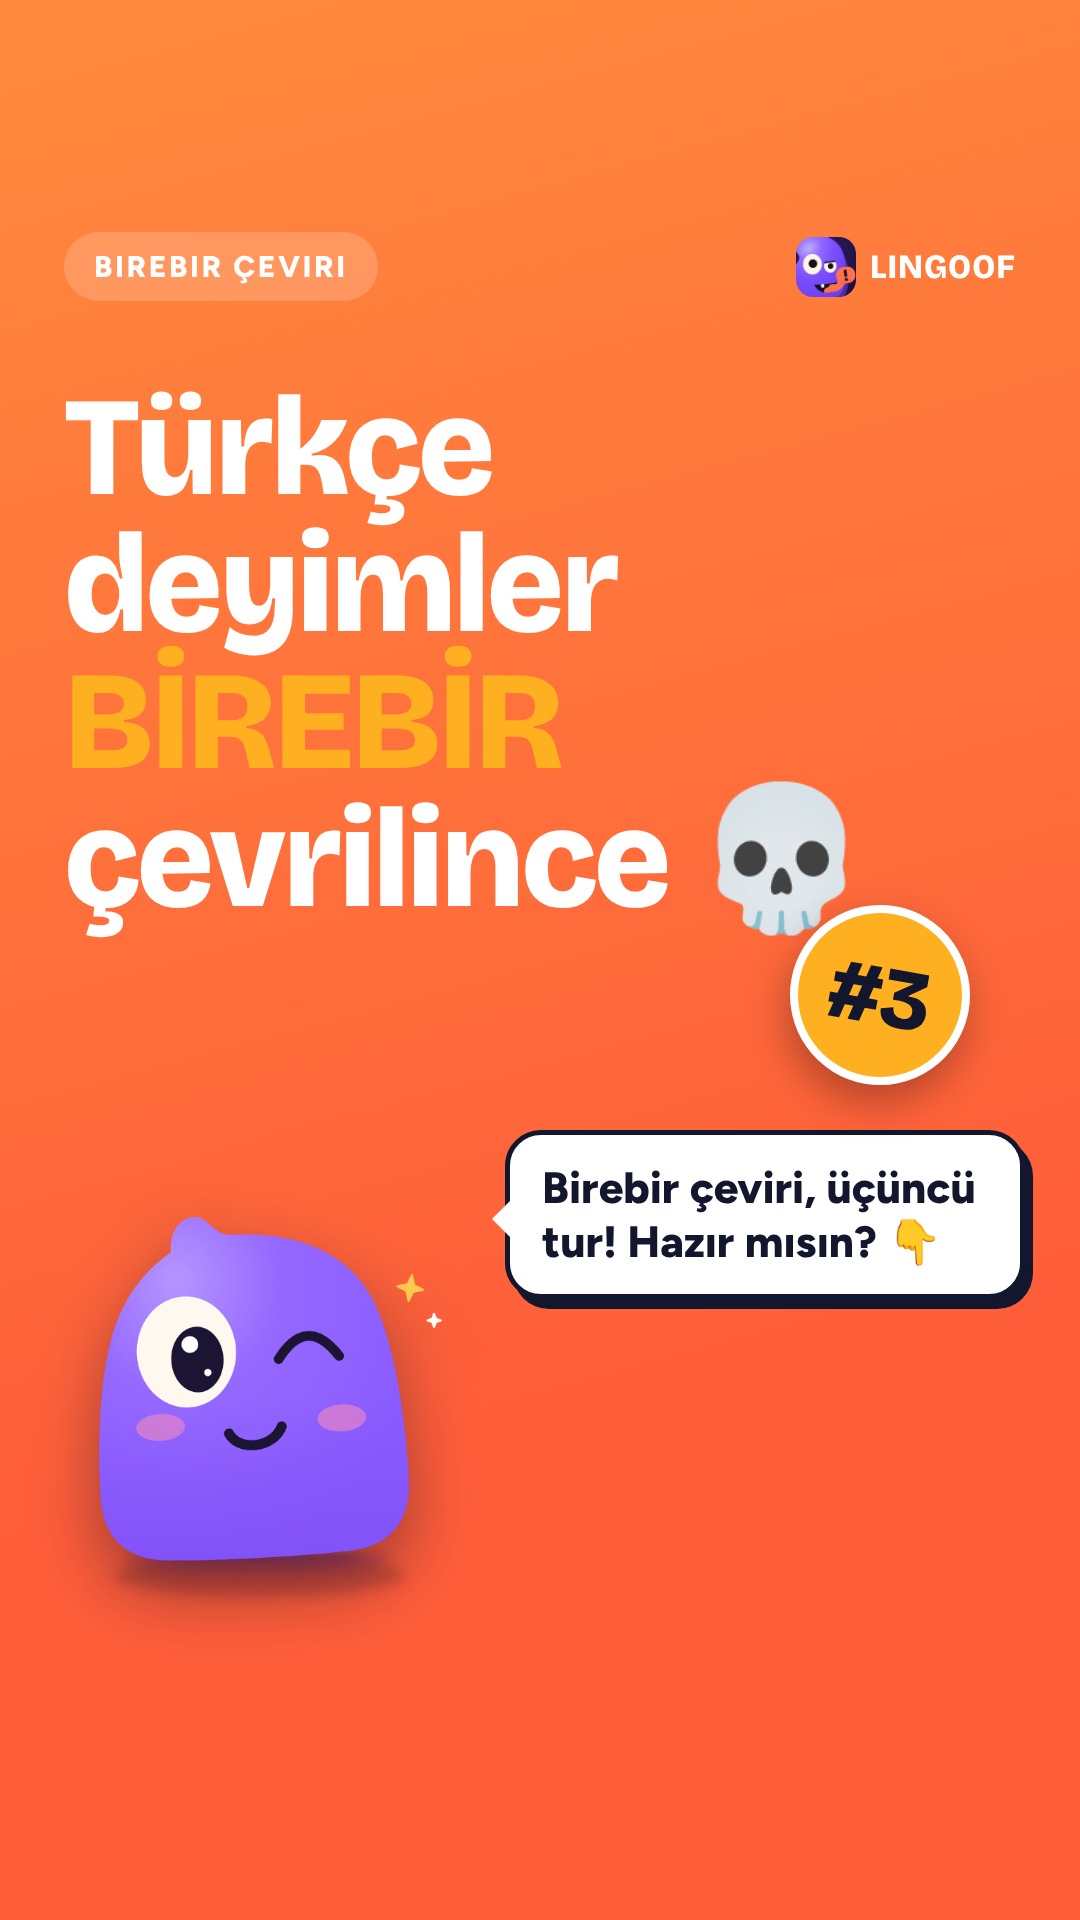 BIREBIR ÇEVIRI
LINGOOF
Türkçe
deyimler
BİREBİR
çevrilince 💀
#3
Birebir çeviri, üçüncü
tur! Hazır mısın? 👇